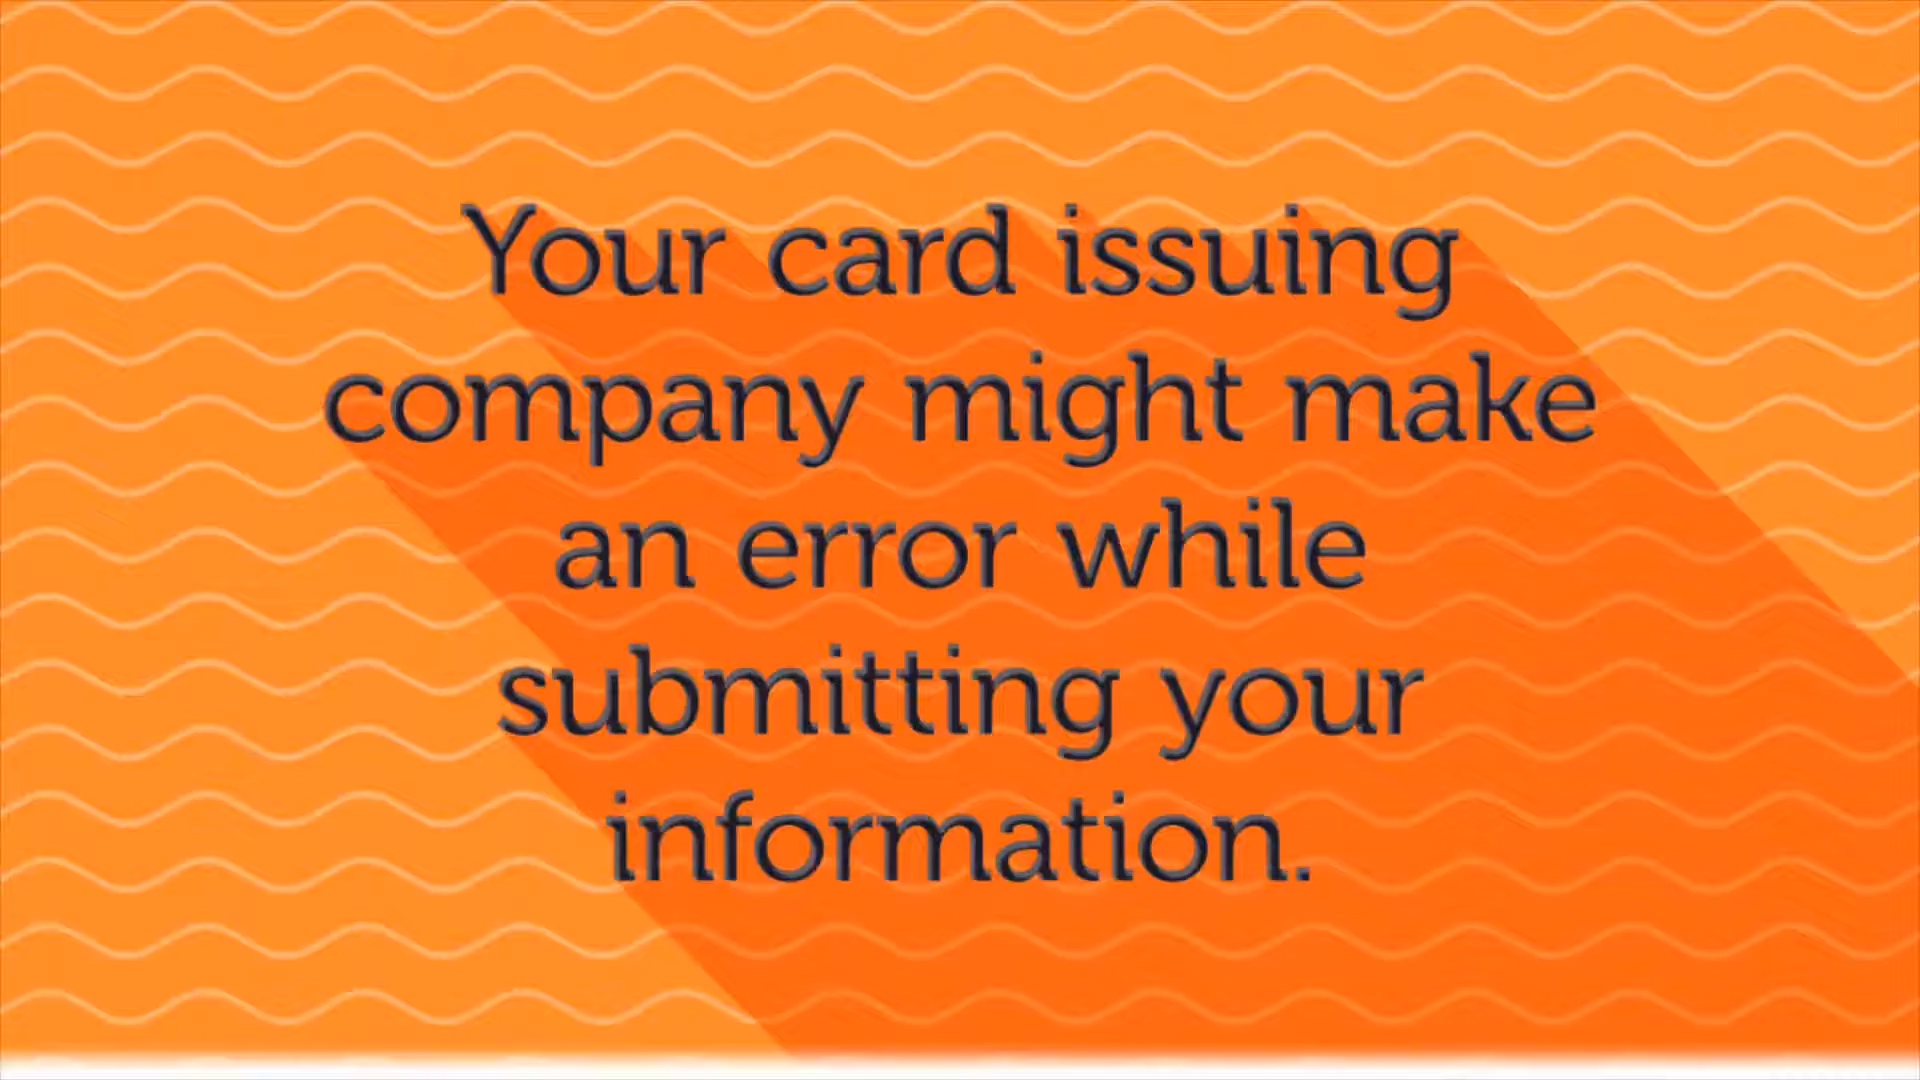 Your card issuing
company might make
an error while
submitting your
information.